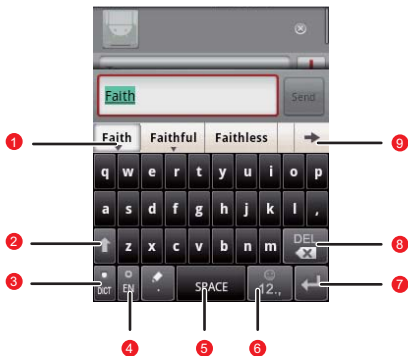 Faith
Send
1 Faith Faithful Faithless 9
q w e r t y u i o p
a s d f g h j k l ,
2 z x c v b n m DEL 8
3 DICT EN . SPACE 12., 7
4 5 6